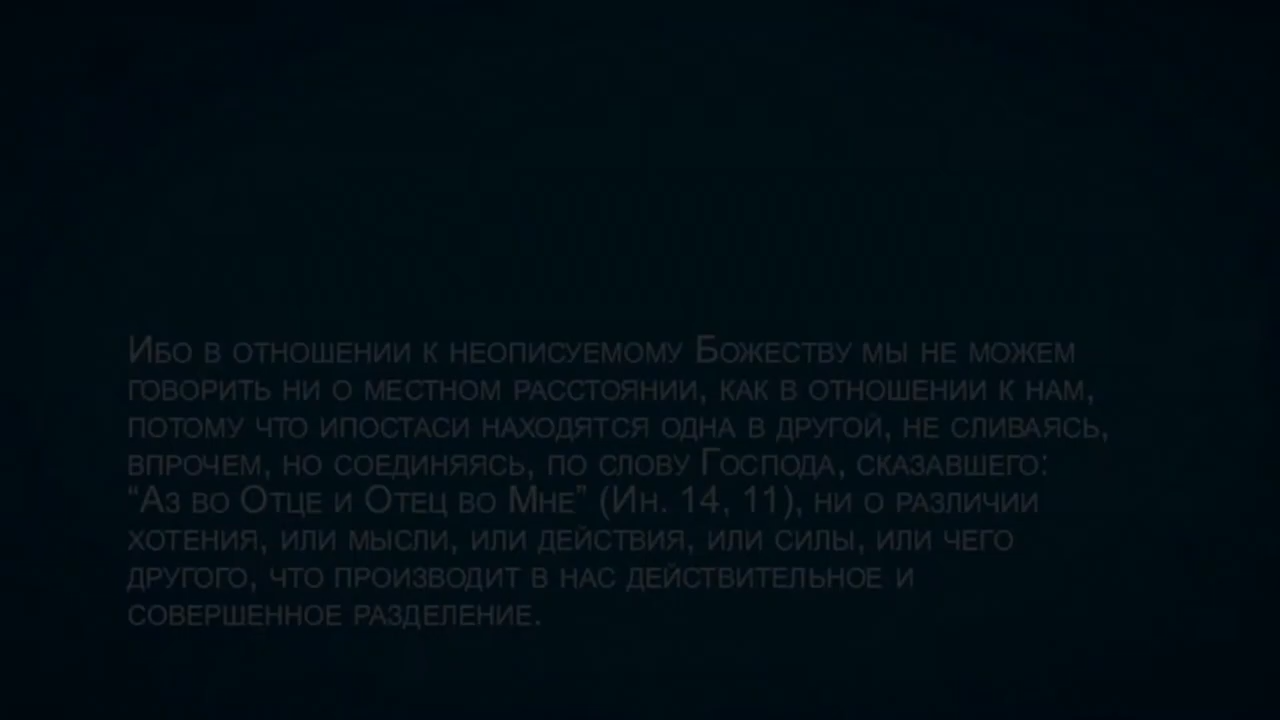 Ибо в отношении к неописуемому Божеству мы не можем
говорить ни о местном расстоянии, как в отношении к нам,
потому что ипостаси находятся одна в другой, не сливаясь,
впрочем, но соединяясь, по слову Господа, сказавшего:
“Аз во Отце и Отец во Мне” (Ин. 14, 11), ни о различии
хотения, или мысли, или действия, или силы, или чего
другого, что производит в нас действительное и
совершенное разделение.